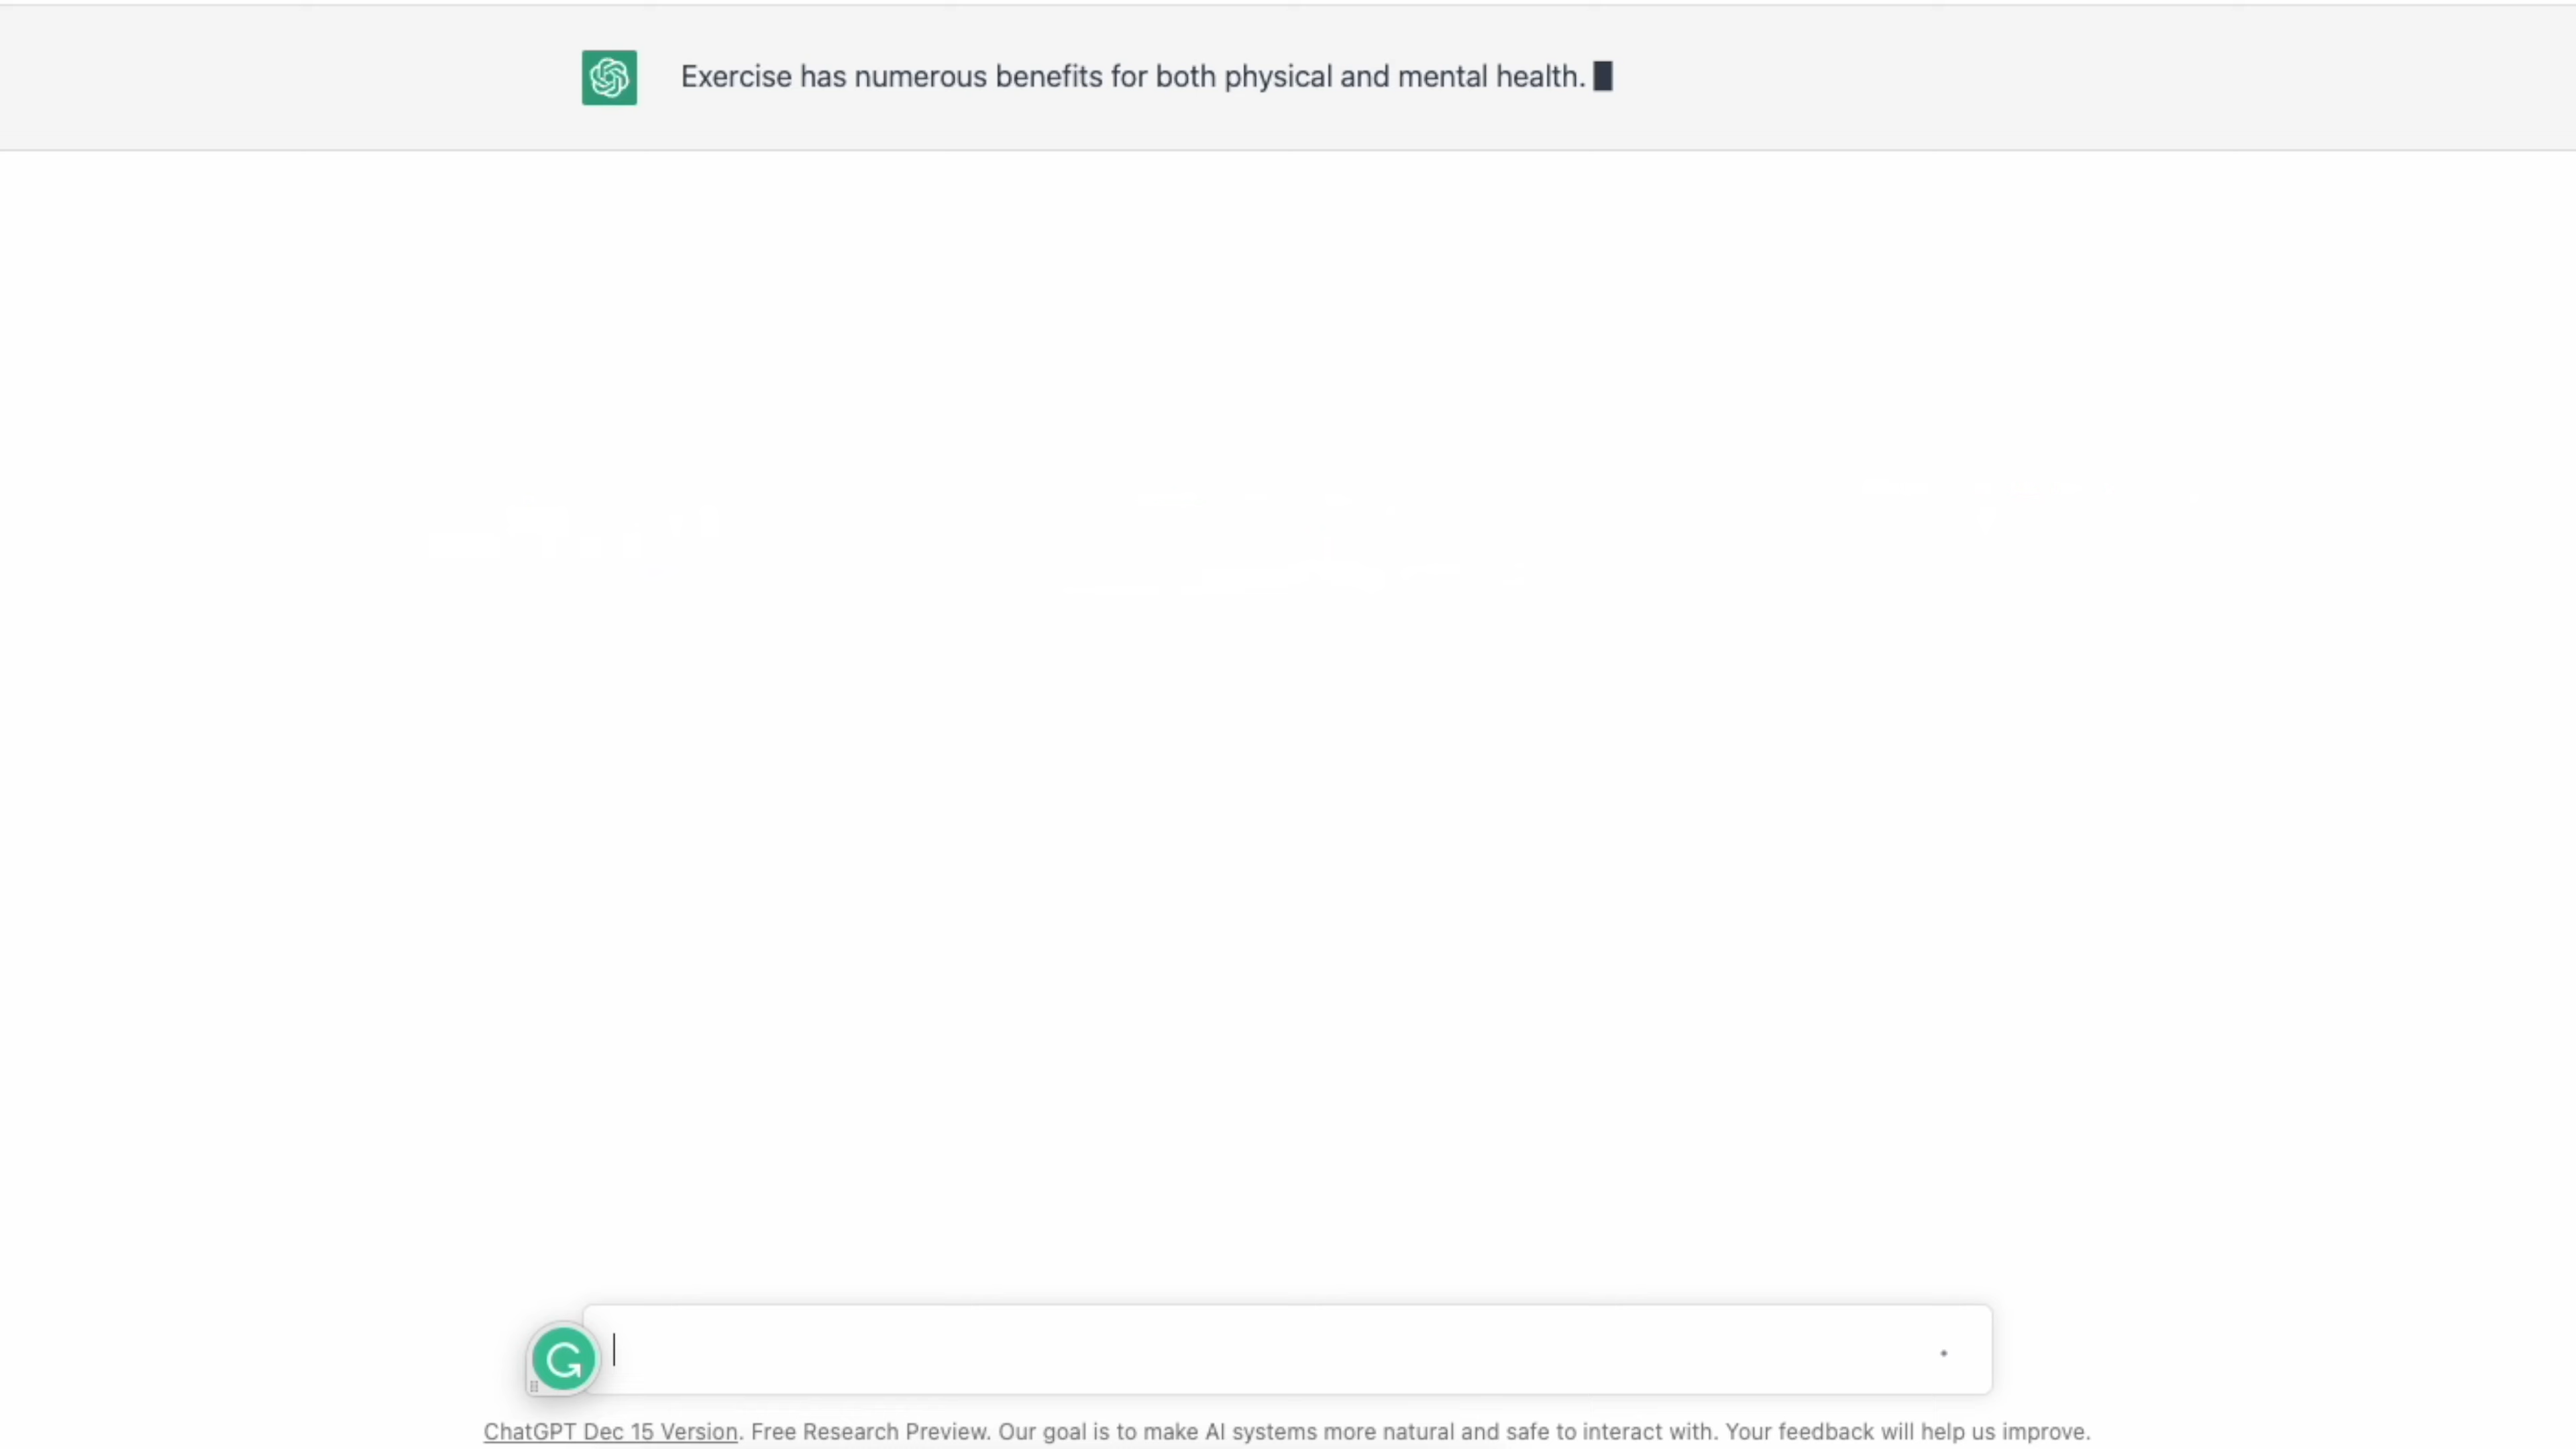 Exercise has numerous benefits for both physical and mental health.
ChatGPT Dec 15 Version. Free Research Preview. Our goal is to make AI systems more natural and safe to interact with. Your feedback will help us improve.